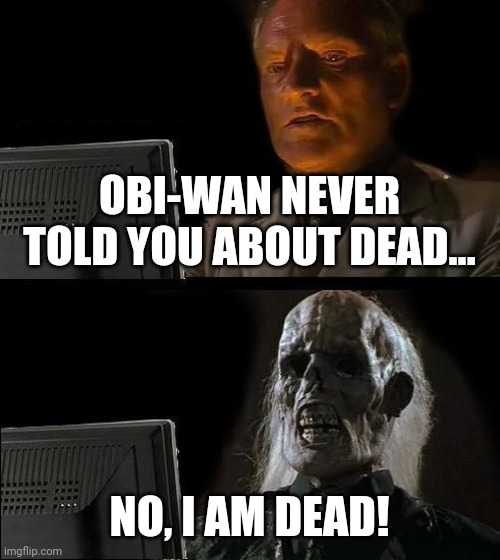 OBI-WAN NEVER
TOLD YOU ABOUT DEAD...
NO, I AM DEAD!
imgflip.com